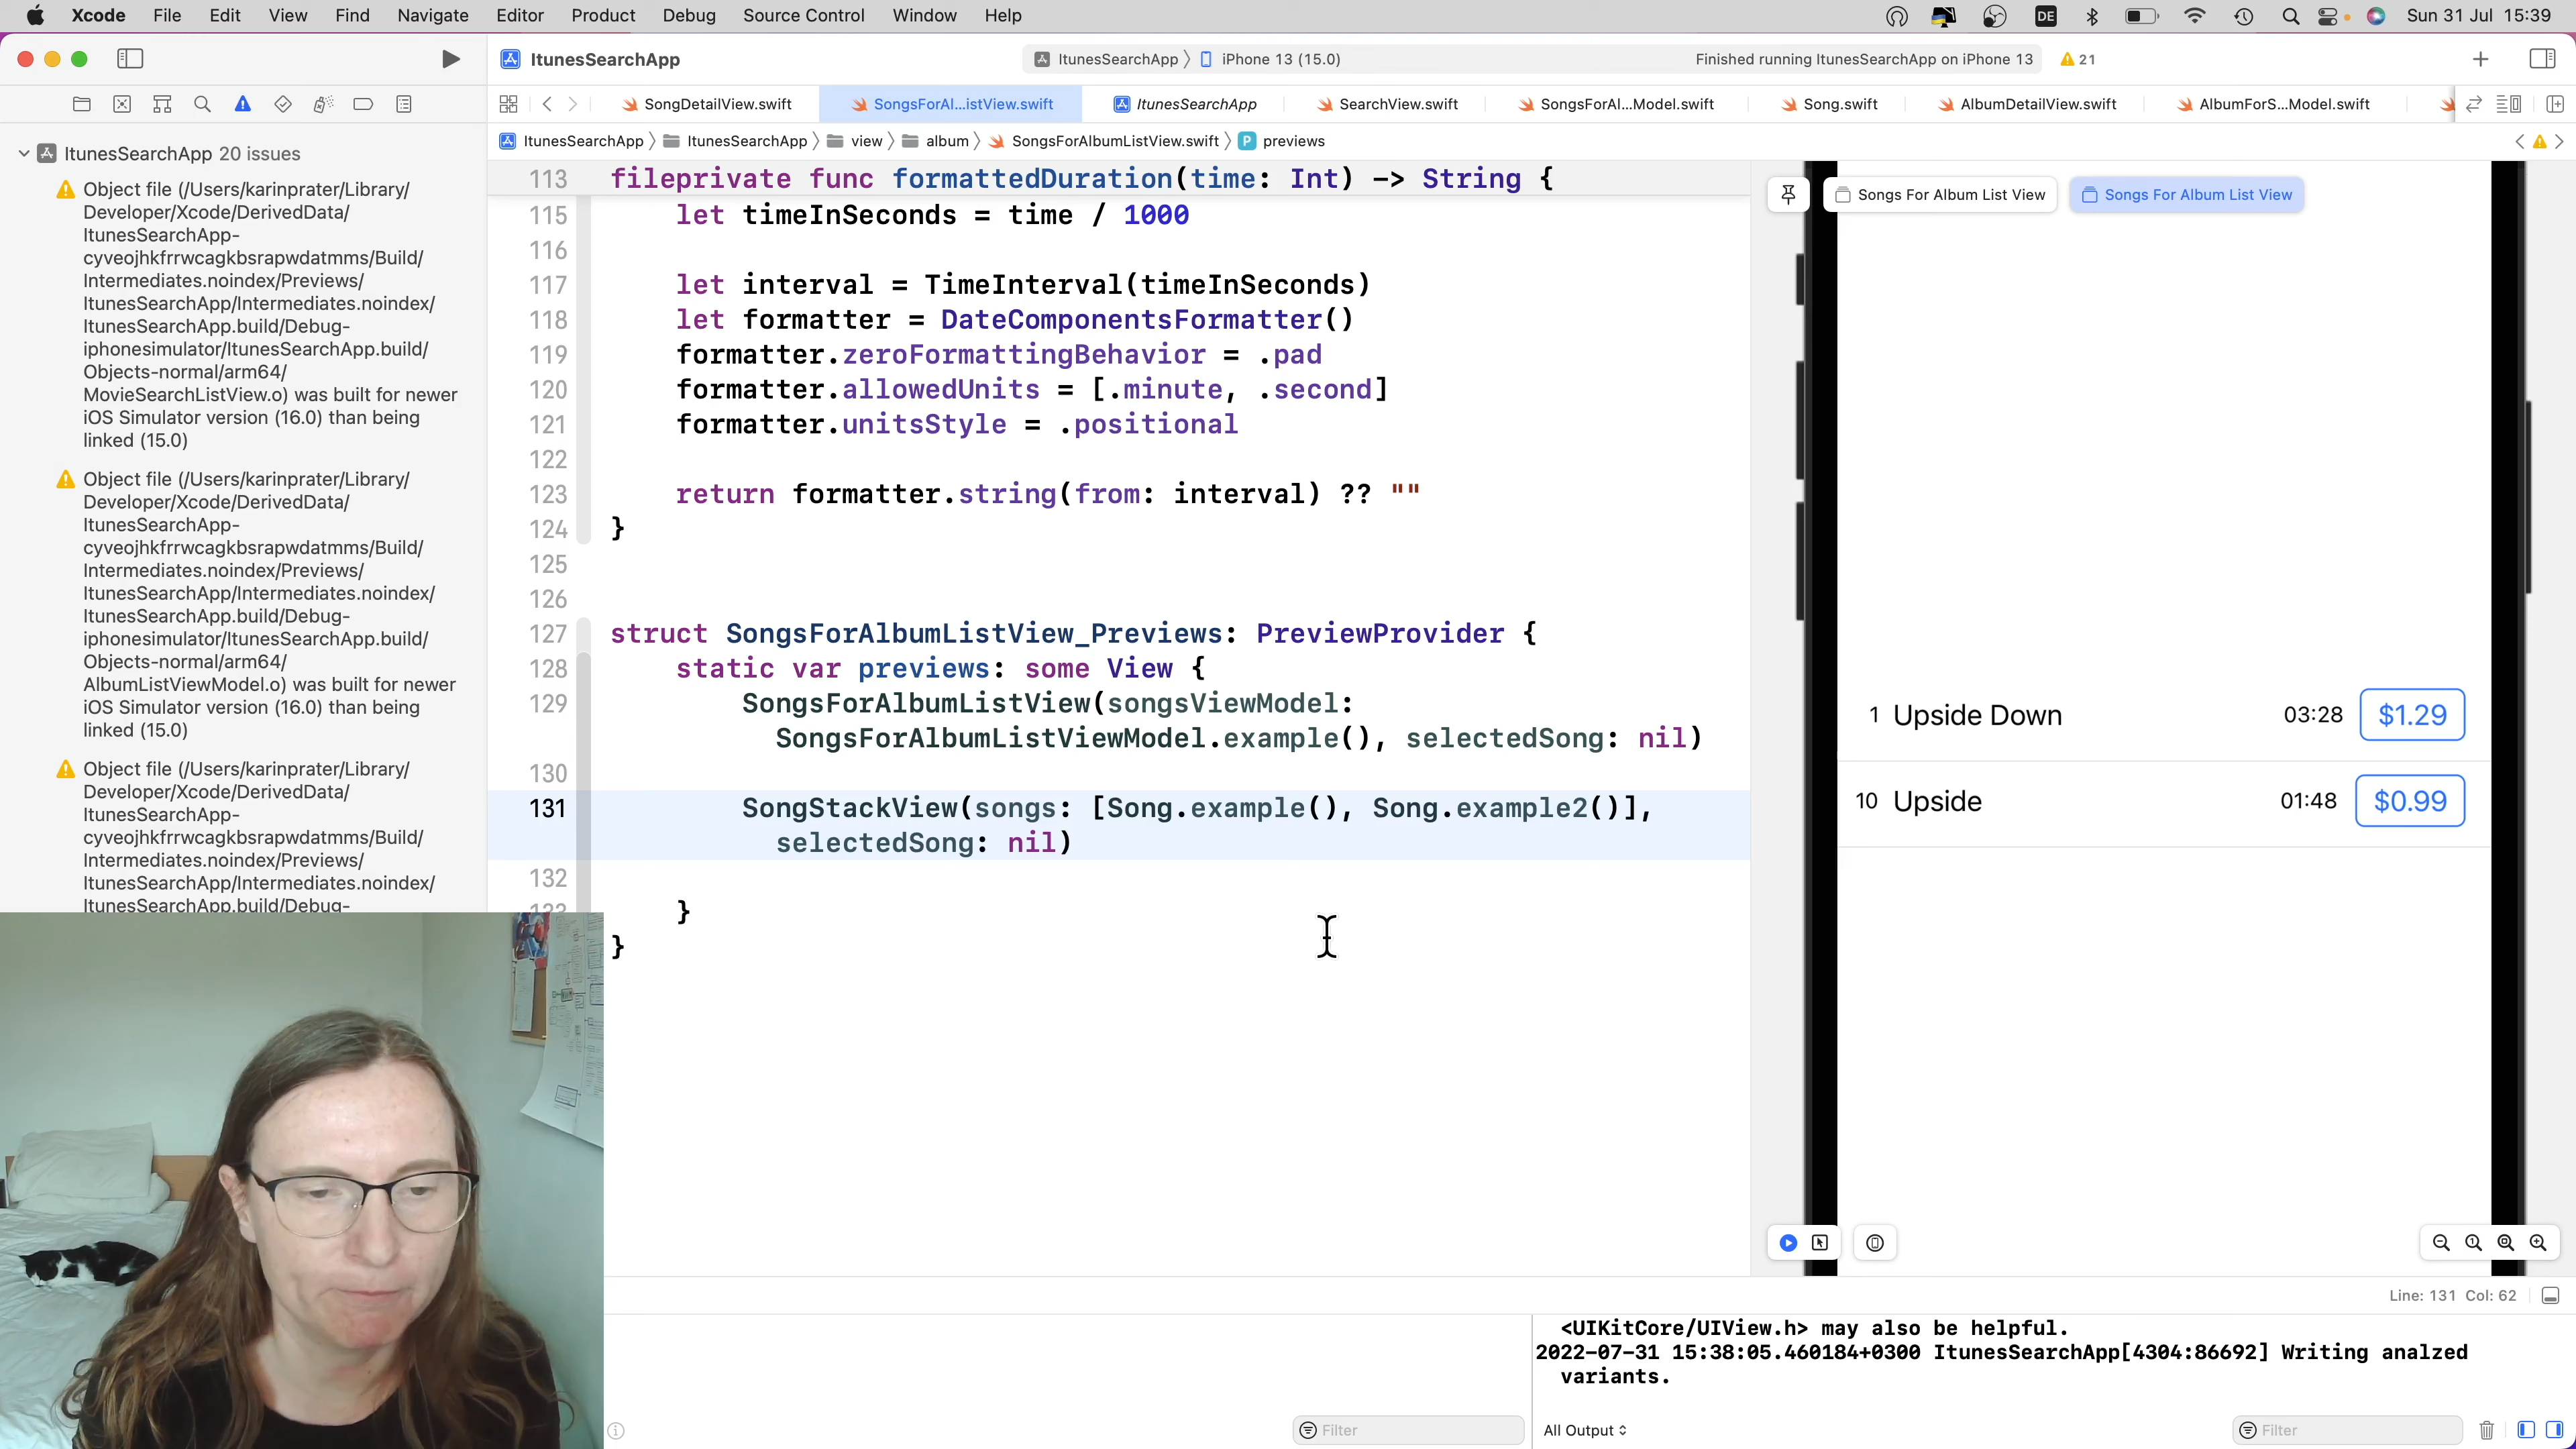 Xcode File Edit View Find Navigate Editor Product Debug Source Control Window Help DE Sun 31 Jul 15:39
ItunesSearchApp ItunesSearchApp iPhone 13 (15.0) Finished running ItunesSearchApp on iPhone 13 21
SongDetailView.swift SongsForAl...istView.swift ItunesSearchApp SearchView.swift SongsForAl...Model.swift Song.swift AlbumDetailView.swift AlbumForS...Model.swift
ItunesSearchApp ItunesSearchApp view album SongsForAlbumListView.swift P previews
ItunesSearchApp 20 issues
Object file (/Users/karinprater/Library/
Developer/Xcode/DerivedData/
ItunesSearchApp-
cyveojhkfrrwcagkbsrapwdatmms/Build/
Intermediates.noindex/Previews/
ItunesSearchApp/Intermediates.noindex/
ItunesSearchApp.build/Debug-
iphonesimulator/ItunesSearchApp.build/
Objects-normal/arm64/
MovieSearchListView.o) was built for newer
iOS Simulator version (16.0) than being
linked (15.0)
Object file (/Users/karinprater/Library/
Developer/Xcode/DerivedData/
ItunesSearchApp-
cyveojhkfrrwcagkbsrapwdatmms/Build/
Intermediates.noindex/Previews/
ItunesSearchApp/Intermediates.noindex/
ItunesSearchApp.build/Debug-
iphonesimulator/ItunesSearchApp.build/
Objects-normal/arm64/
AlbumListViewModel.o) was built for newer
iOS Simulator version (16.0) than being
linked (15.0)
Object file (/Users/karinprater/Library/
Developer/Xcode/DerivedData/
ItunesSearchApp-
cyveojhkfrrwcagkbsrapwdatmms/Build/
Intermediates.noindex/Previews/
ItunesSearchApp/Intermediates.noindex/
ItunesSearchApp.build/Debug-
113 fileprivate func formattedDuration(time: Int) -> String {
115 let timeInSeconds = time / 1000
116
117 let interval = TimeInterval(timeInSeconds)
118 let formatter = DateComponentsFormatter()
119 formatter.zeroFormattingBehavior = .pad
120 formatter.allowedUnits = [.minute, .second]
121 formatter.unitsStyle = .positional
122
123 return formatter.string(from: interval) ?? ""
124 }
125
126
127 struct SongsForAlbumListView_Previews: PreviewProvider {
128 static var previews: some View {
129 SongsForAlbumListView(songsViewModel:
SongsForAlbumListViewModel.example(), selectedSong: nil)
130
131 SongStackView(songs: [Song.example(), Song.example2()],
selectedSong: nil)
132
133 }
}
Songs For Album List View Songs For Album List View
1 Upside Down 03:28 $1.29
10 Upside 01:48 $0.99
Line: 131 Col: 62
<UIKitCore/UIView.h> may also be helpful.
2022-07-31 15:38:05.460184+0300 ItunesSearchApp[4304:86692] Writing analzed
variants.
Filter All Output Filter